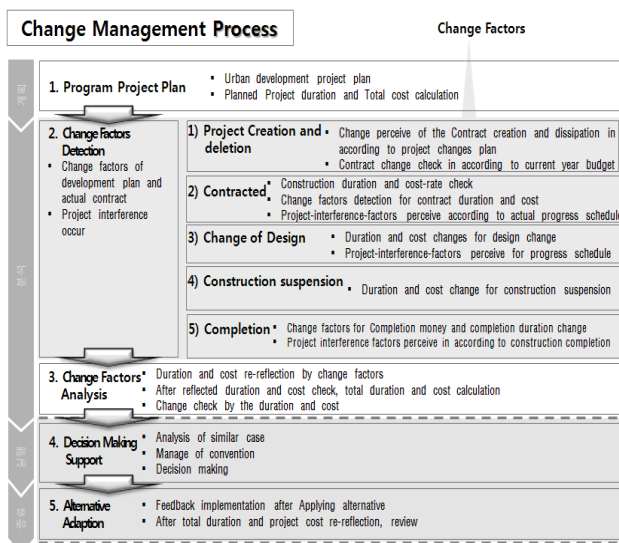 Change Management Process
Change Factors
계획
1. Program Project Plan
▪ Urban development project plan
▪ Planned Project duration and Total cost calculation
분석
2. Change Factors
Detection
▪ Change factors of
development plan and
actual contract
▪ Project interference
occur
1) Project Creation and
deletion
▪ Change perceive of the Contract creation and dissipation in
according to project changes plan
▪ Contract change check in according to current year budget
2) Contracted
▪ Construction duration and cost-rate check
▪ Change factors detection for contract duration and cost
▪ Project-interference-factors perceive according to actual progress schedule
3) Change of Design
▪ Duration and cost changes for design change
▪ Project-interference-factors perceive for progress schedule
4) Construction suspension
▪ Duration and cost change for construction suspension
5) Completion
▪ Change factors for Completion money and completion duration change
▪ Project interference factors perceive in according to construction completion
3. Change Factors
Analysis
▪ Duration and cost re-reflection by change factors
▪ After reflected duration and cost check, total duration and cost calculation
▪ Change check by the duration and cost
실행
4. Decision Making
Support
▪ Analysis of similar case
▪ Manage of convention
▪ Decision making
종료
5. Alternative
Adaption
▪ Feedback implementation after Applying alternative
▪ After total duration and project cost re-reflection, review